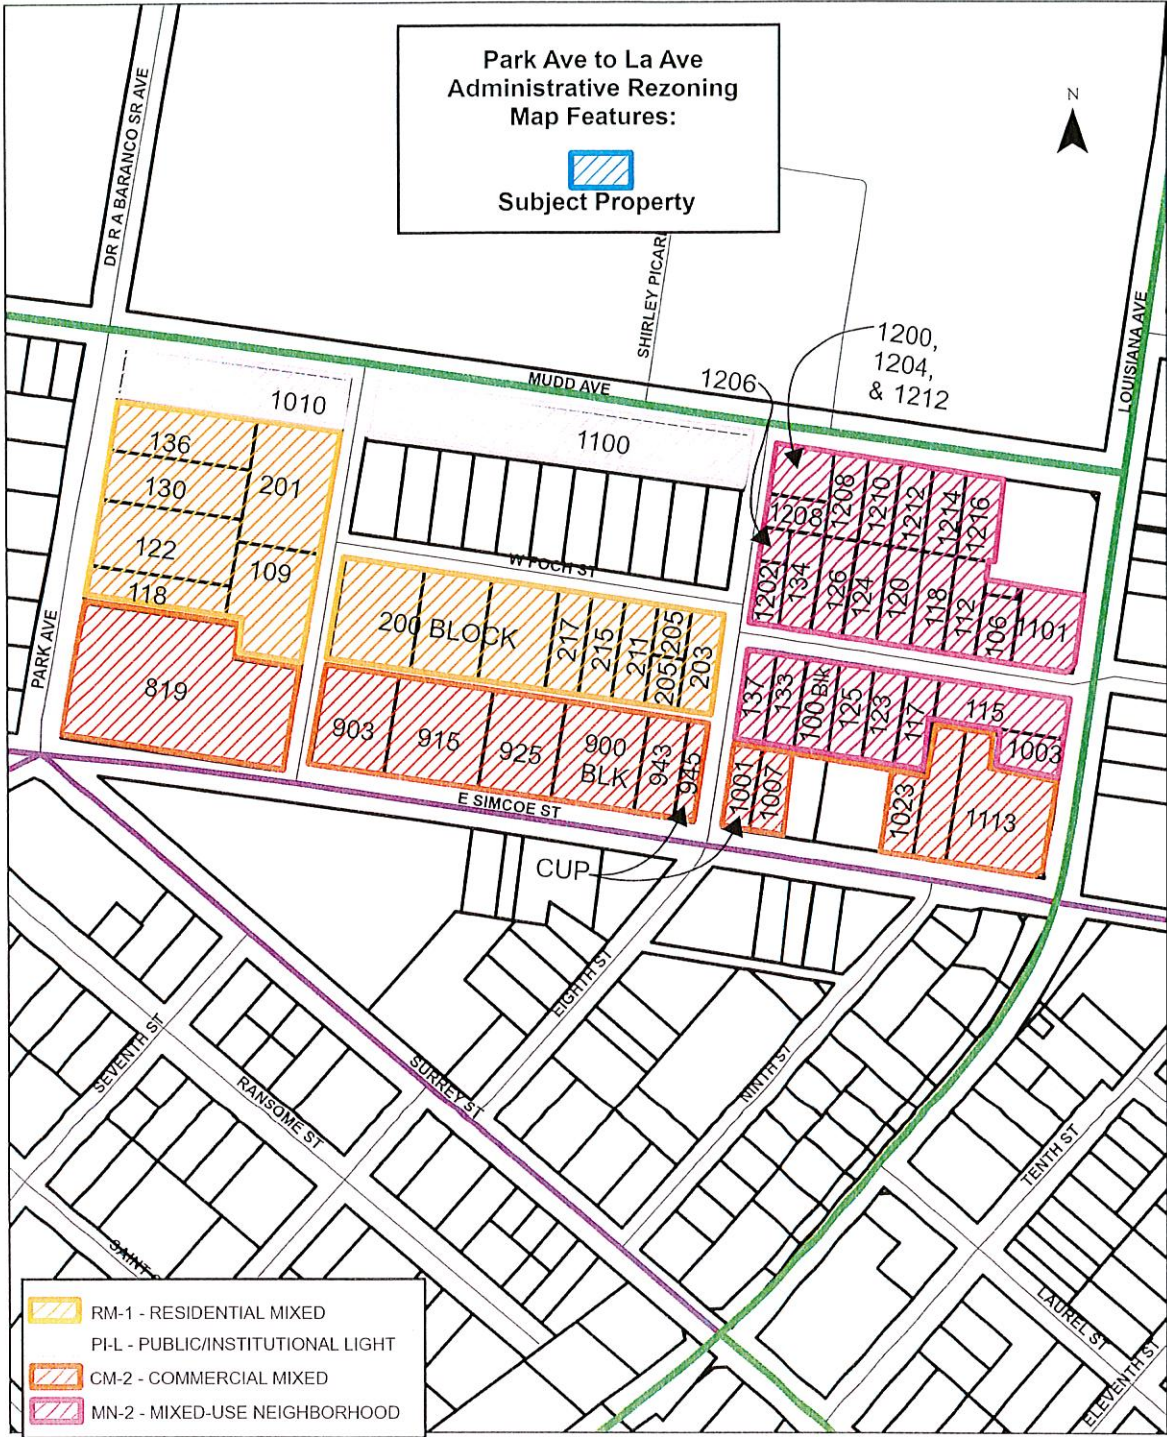 Park Ave to La Ave
Administrative Rezoning
Map Features:
Subject Property
N
DR R A BARANCO SR AVE
SHIRLEY PICAR
LOUISIANA AVE
1200,
1204,
& 1212
1206
MUDD AVE
1010
1100
136
201
130
122
109
118
1208
1208
1210
1212
1214
1216
1202
134
126
124
120
118
112
106
1101
W FOCH ST
200 BLOCK
217
215
211
205
205
203
PARK AVE
819
903
915
925
900
BLK
943
945
137
133
100 Blk
125
123
117
115
1003
1001
1007
1023
1113
E SIMCOE ST
CUP
EIGHTH ST
NINTH ST
SEVENTH ST
RANSOME ST
SURREY ST
TENTH ST
SAINT
LAUREL ST
ELEVENTH ST
RM-1 - RESIDENTIAL MIXED
PI-L - PUBLIC/INSTITUTIONAL LIGHT
CM-2 - COMMERCIAL MIXED
MN-2 - MIXED-USE NEIGHBORHOOD